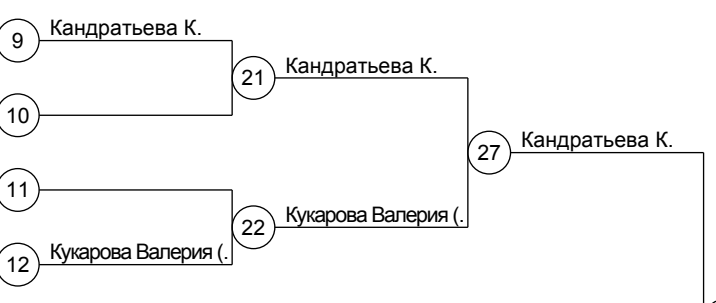 9 Кандратьева К.
21 Кандратьева К.
10
27 Кандратьева К.
11
22 Кукарова Валерия (.
12 Кукарова Валерия (.